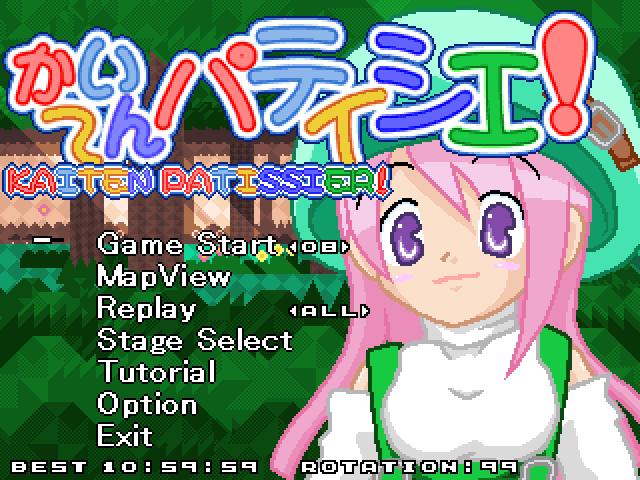 かいてんパティシエ!
KAITEN PATISSIER!
Game Start ◂08▸
MapView
Replay ◂ALL▸
Stage Select
Tutorial
Option
Exit
BEST 10:59:59 ROTATION:99